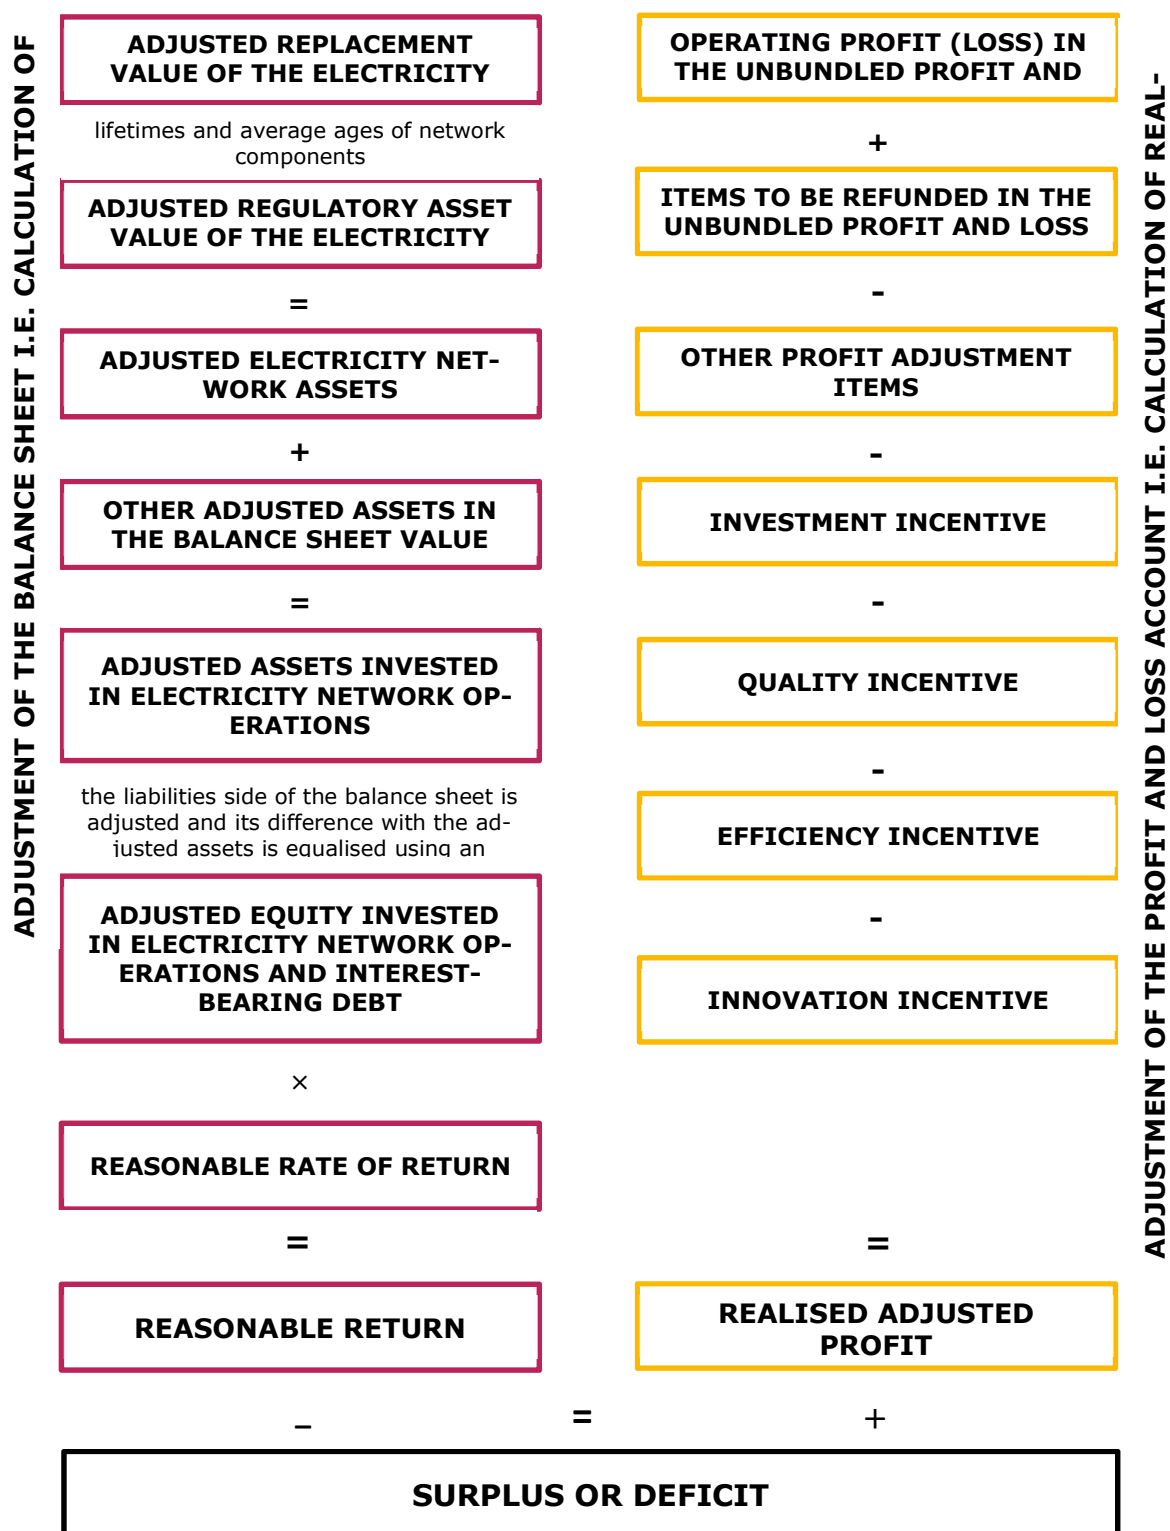 ADJUSTMENT OF THE BALANCE SHEET I.E. CALCULATION OF
ADJUSTED REPLACEMENT
VALUE OF THE ELECTRICITY
lifetimes and average ages of network
components
ADJUSTED REGULATORY ASSET
VALUE OF THE ELECTRICITY
=
ADJUSTED ELECTRICITY NET-
WORK ASSETS
+
OTHER ADJUSTED ASSETS IN
THE BALANCE SHEET VALUE
=
ADJUSTED ASSETS INVESTED
IN ELECTRICITY NETWORK OP-
ERATIONS
the liabilities side of the balance sheet is
adjusted and its difference with the ad-
justed assets is equalised using an
ADJUSTED EQUITY INVESTED
IN ELECTRICITY NETWORK OP-
ERATIONS AND INTEREST-
BEARING DEBT
×
REASONABLE RATE OF RETURN
=
REASONABLE RETURN
OPERATING PROFIT (LOSS) IN
THE UNBUNDLED PROFIT AND
+
ITEMS TO BE REFUNDED IN THE
UNBUNDLED PROFIT AND LOSS
-
OTHER PROFIT ADJUSTMENT
ITEMS
-
INVESTMENT INCENTIVE
-
QUALITY INCENTIVE
-
EFFICIENCY INCENTIVE
-
INNOVATION INCENTIVE
=
REALISED ADJUSTED
PROFIT
ADJUSTMENT OF THE PROFIT AND LOSS ACCOUNT I.E. CALCULATION OF REAL-
– = +
SURPLUS OR DEFICIT